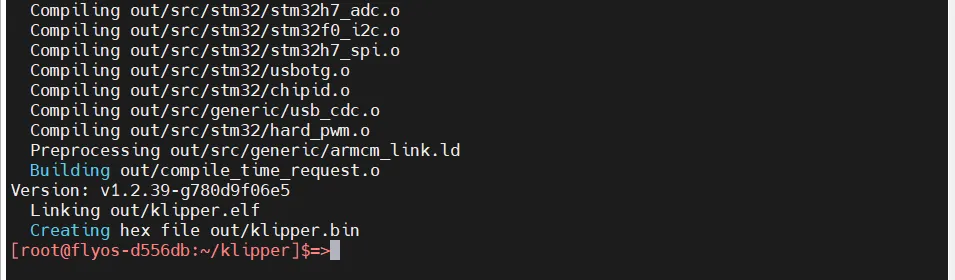 Compiling out/src/stm32/stm32h7_adc.o
Compiling out/src/stm32/stm32f0_i2c.o
Compiling out/src/stm32/stm32h7_spi.o
Compiling out/src/stm32/usbotg.o
Compiling out/src/stm32/chipid.o
Compiling out/src/generic/usb_cdc.o
Compiling out/src/stm32/hard_pwm.o
Preprocessing out/src/generic/armcm_link.ld
Building out/compile_time_request.o
Version: v1.2.39-g780d9f06e5
Linking out/klipper.elf
Creating hex file out/klipper.bin
[root@flyos-d556db:~/klipper]$=>